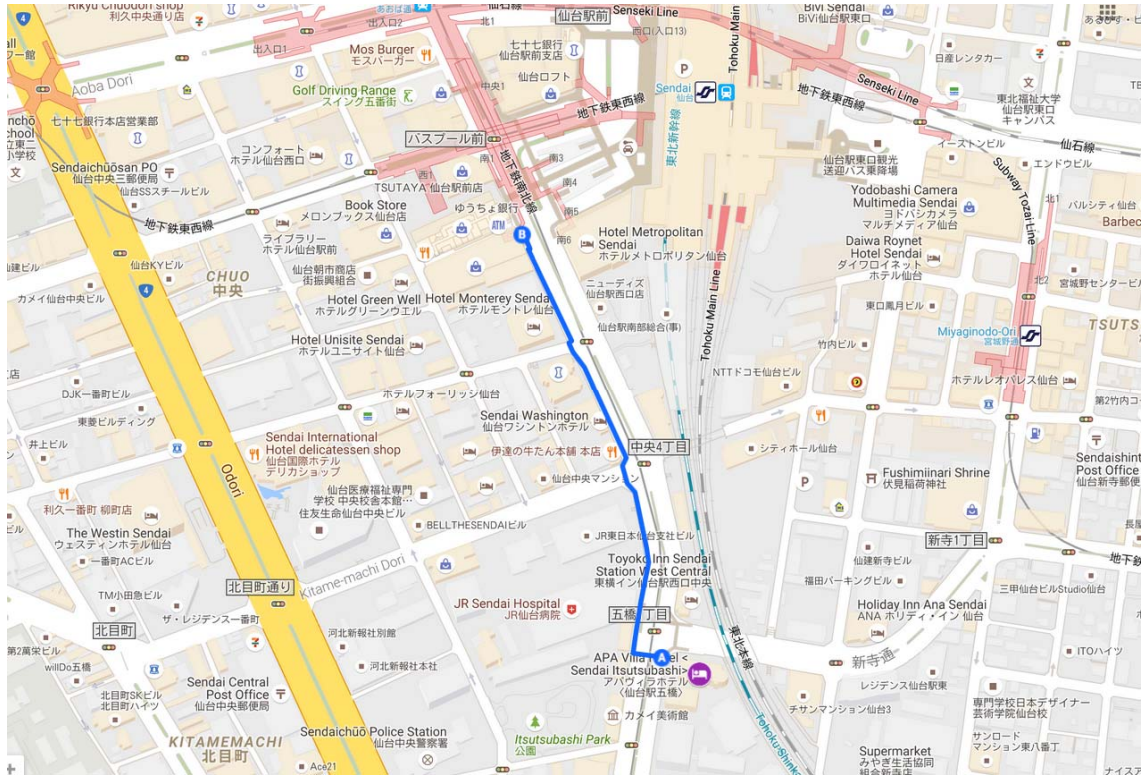 Rikyu Chuodori shop
利久中央通り店
出入口2
出入口1
Aoba Dori
Mos Burger
モスバーガー
北1
七十七銀行
仙台駅前支店
仙台ロフト
中央1
仙台駅前
Senseki Line
西口(入口13)
Tohoku Main
Bivi Sendai
BiVi仙台駅東口
日産レンタカー
東北福祉大学
仙台駅東口
キャンパス
Golf Driving Range
スイング五番街
地下鉄東西線
Sendai
仙台
東北新幹線
Senseki Line
地下鉄東西線
仙石線
七十七銀行本店営業部
Sendaichūōsan PO
仙台中央三郵便局
仙台SSスチールビル
コンフォート
ホテル仙台西口
バスプール前
南1
南3
南4
南5
南6
西1
TSUTAYA 仙台駅前店
ゆうちょ銀行
ATM
地下鉄南北線
Book Store
メロンブックス仙台店
地下鉄東西線
ライブラリー
ホテル仙台駅前
仙台KYビル
カメイ仙台中央ビル
CHUO
中央
仙台朝市商店
街振興組合
Hotel Green Well
ホテルグリーンウエル
Hotel Monterey Sendai
ホテルモントレ仙台
Hotel Metropolitan
Sendai
ホテルメトロポリタン仙台
ニューディズ
仙台駅西口店
仙台駅南部総合(事)
仙台駅東口観光
送迎バス乗降場
イーストンビル
エンドウビル
Subway Tozai Line
北1
北2
パルシティ仙台
Yodobashi Camera
Multimedia Sendai
ヨドバシカメラ
マルチメディア仙台
Daiwa Roynet
Hotel Sendai
ダイワロイネット
ホテル仙台
宮城野センタービル
東口鳳月ビル
Miyaginodo-Ori
宮城野通
竹内ビル
NTTドコモ仙台ビル
ホテルレオパレス仙台
Tohoku Main Line
Hotel Unisite Sendai
ホテルユニサイト仙台
ホテルフォーリッジ仙台
DJK一番町ビル
東菱ビルディング
井上ビル
Odori
Sendai International
Hotel delicatessen shop
仙台国際ホテル
デリカショップ
Sendai Washington
仙台ワシントンホテル
伊達の牛たん本舗 本店
中央4丁目
仙台中央マンション
シティホール仙台
Fushimiinari Shrine
伏見稲荷神社
Sendaishint
Post Office
仙台新寺郵便
利久一番町 柳町店
The Westin Sendai
ウェスティンホテル仙台
一番町ACビル
仙台医療福祉専門
学校 中央校舎本館…
住友生命仙台中央ビル
BELLTHESENDAIビル
JR東日本仙台支社ビル
Toyoko Inn Sendai
Station West Central
東横イン仙台駅西口中央
新寺1丁目
仙建新寺ビル
福田パーキングビル
三甲仙台ビルStudio仙台
北目町通り
Kitame-machi Dori
TM小田急ビル
北目町
ザ・レジデンス一番町
河北新報社別館
JR Sendai Hospital
JR仙台病院
Holiday Inn Ana Sendai
ANA ホリディ・イン 仙台
第2萬栄ビル
willDo五橋
北目町SKビル
北目町ハイツ
河北新報社本社
APA Villa
Sendai Itsutsubashi>
アパヴィラホテル
〈仙台駅五橋〉
A
B
東北本線
新寺通
ITOハイツ
レジデンス仙台駅東
Sendai Central
Post Office
仙台中央郵便局
カメイ美術館
チサンマンション仙台3
専門学校日本デザイナー
芸術学院仙台校
Sendaichūō Police Station
仙台中央警察署
Itsutsubashi Park
公園
KITAMEMACHI
北目町
Ace21
Supermarket
みやぎ生活協同
組合新寺店
サンロード
マンション東八番丁